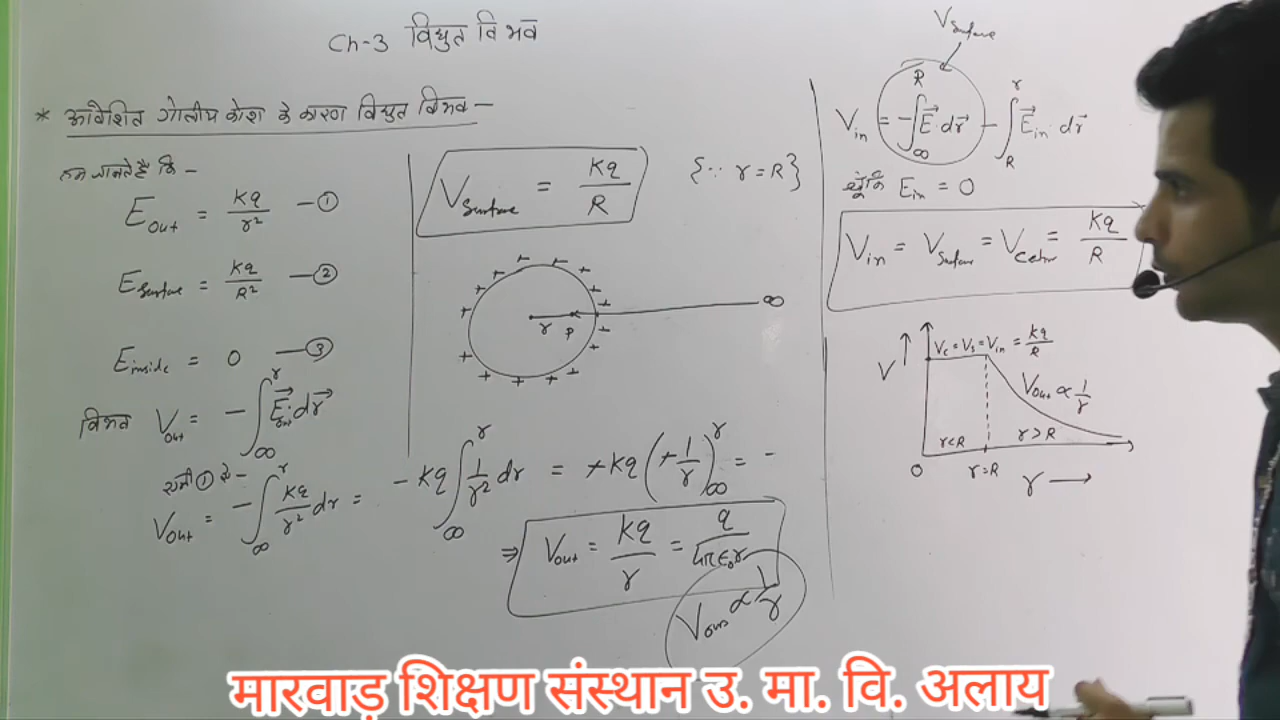 Ch-3 विद्युत विभव
* आवेशित गोलीय कोश के कारण विद्युत विभव -
हम जानते है कि -
E_Out = Kq/r² - ①
E_Surface = Kq/R² - ②
E_inside = 0 - ③
विभव V_out = - ∫_∞^r E⃗_out dr⃗
समी ① से -
V_out = - ∫_∞^r Kq/r² dr = - Kq ∫_∞^r 1/r² dr = + Kq (+ 1/r)_∞^r = -
⇒ V_out = Kq/r = q/4πε₀r
V_out ∝ 1/r
V_Surface = Kq/R {∵ r = R}
+ + + + + + + + + + + + + + +
r P ∞
V_Surface
V_in = - ∫_∞^R E⃗ dr⃗ - ∫_R^r E⃗_in dr⃗
चूँकि E_in = 0
V_in = V_Surface = V_Center = Kq/R
V ↑ V_c = V_s = V_in = Kq/R
V_out ∝ 1/r
r<R r>R
O r=R r →
मारवाड़ शिक्षण संस्थान उ. मा. वि. अलाय